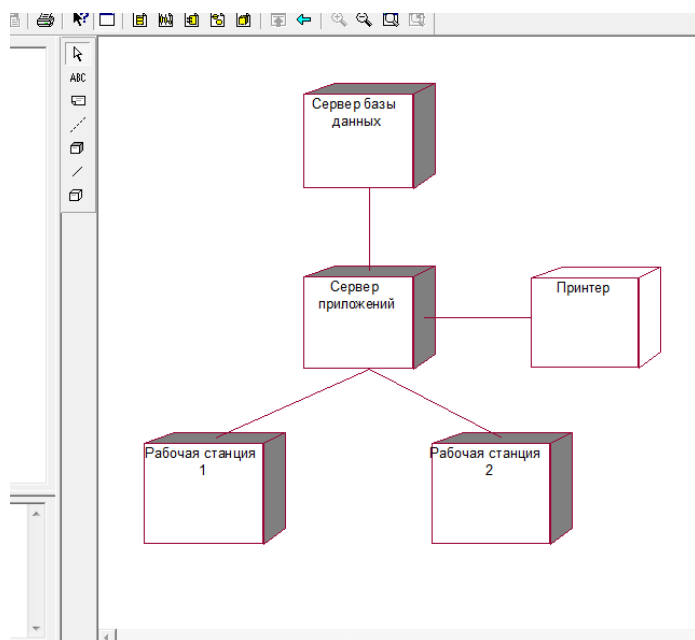 ABC
Сервер базы
данных
Сервер
приложений
Принтер
Рабочая станция
1
Рабочая станция
2